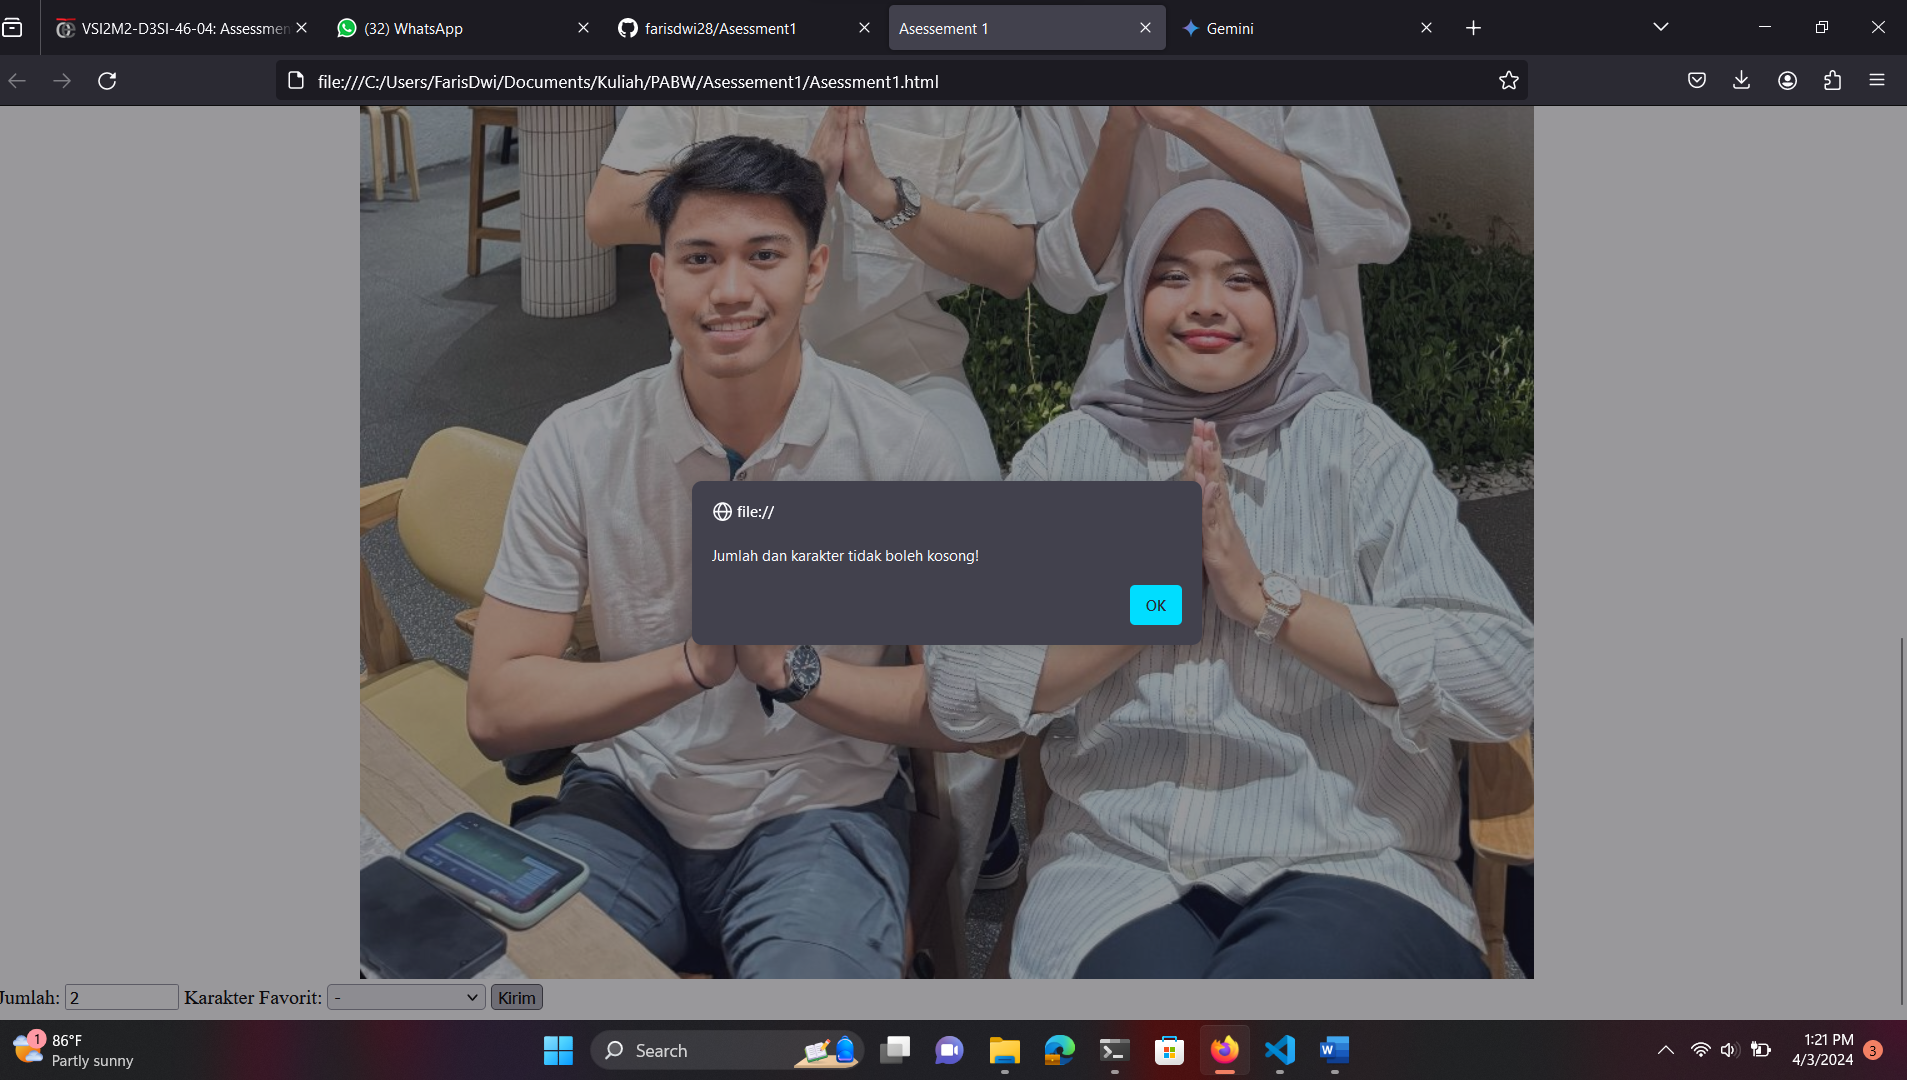 VSI2M2-D3SI-46-04: Assessmen
(32) WhatsApp
farisdwi28/Asessment1
Asessement 1
Gemini
file:///C:/Users/FarisDwi/Documents/Kuliah/PABW/Asessement1/Asessment1.html
file://
Jumlah dan karakter tidak boleh kosong!
OK
Jumlah: 2 Karakter Favorit: - Kirim
1
86°F
Partly sunny
Search
1:21 PM
4/3/2024
3